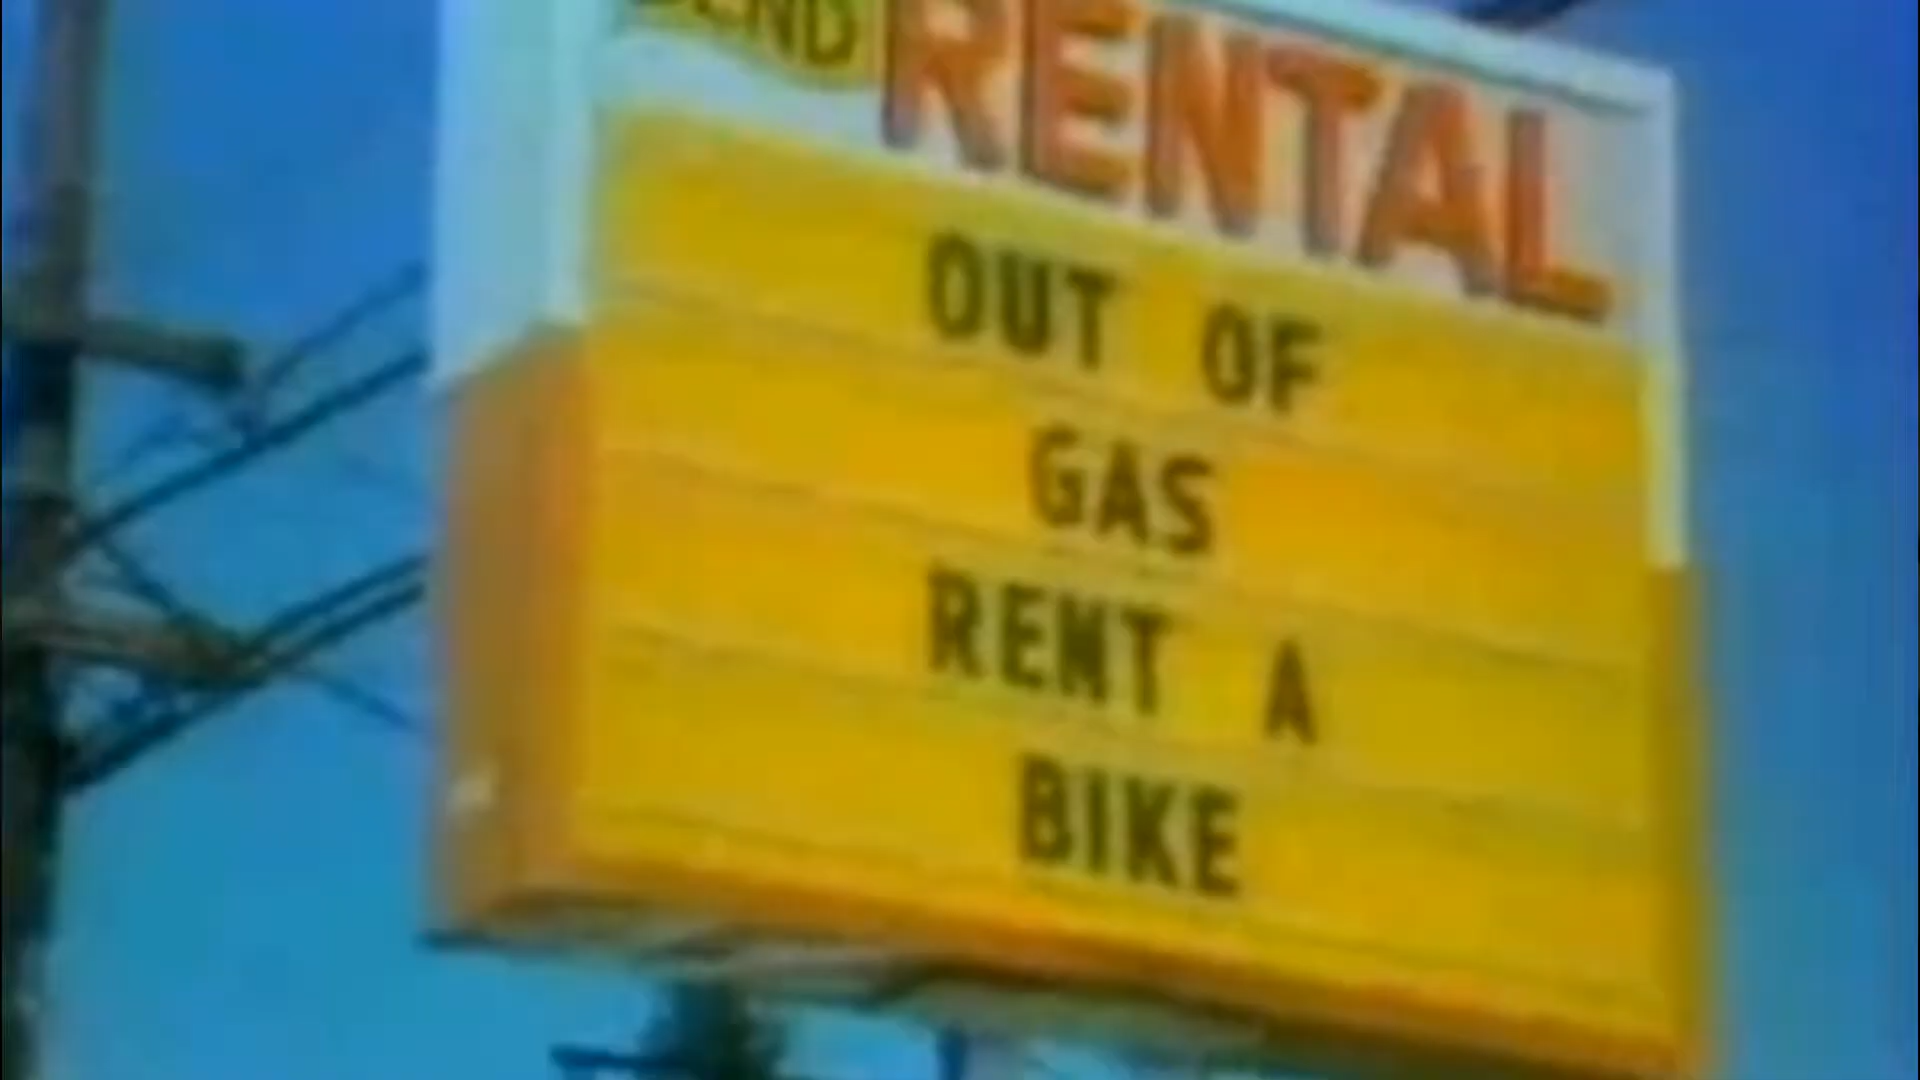 RENTAL
OUT OF
GAS
RENT A
BIKE